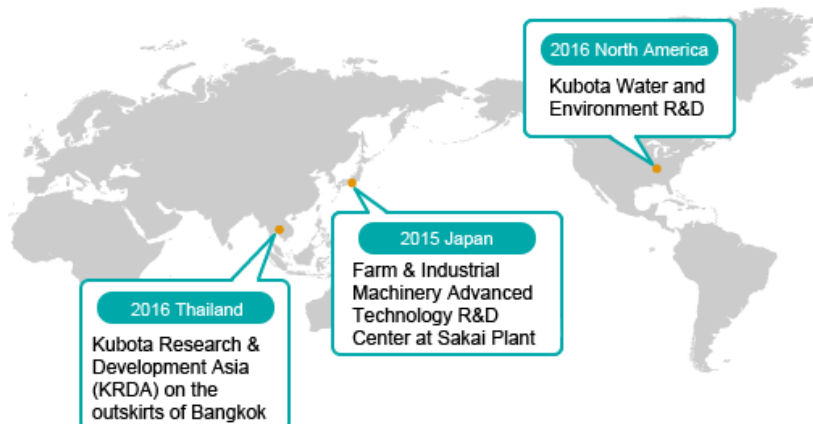 2016 North America
Kubota Water and
Environment R&D
2015 Japan
Farm & Industrial
Machinery Advanced
Technology R&D
Center at Sakai Plant
2016 Thailand
Kubota Research &
Development Asia
(KRDA) on the
outskirts of Bangkok